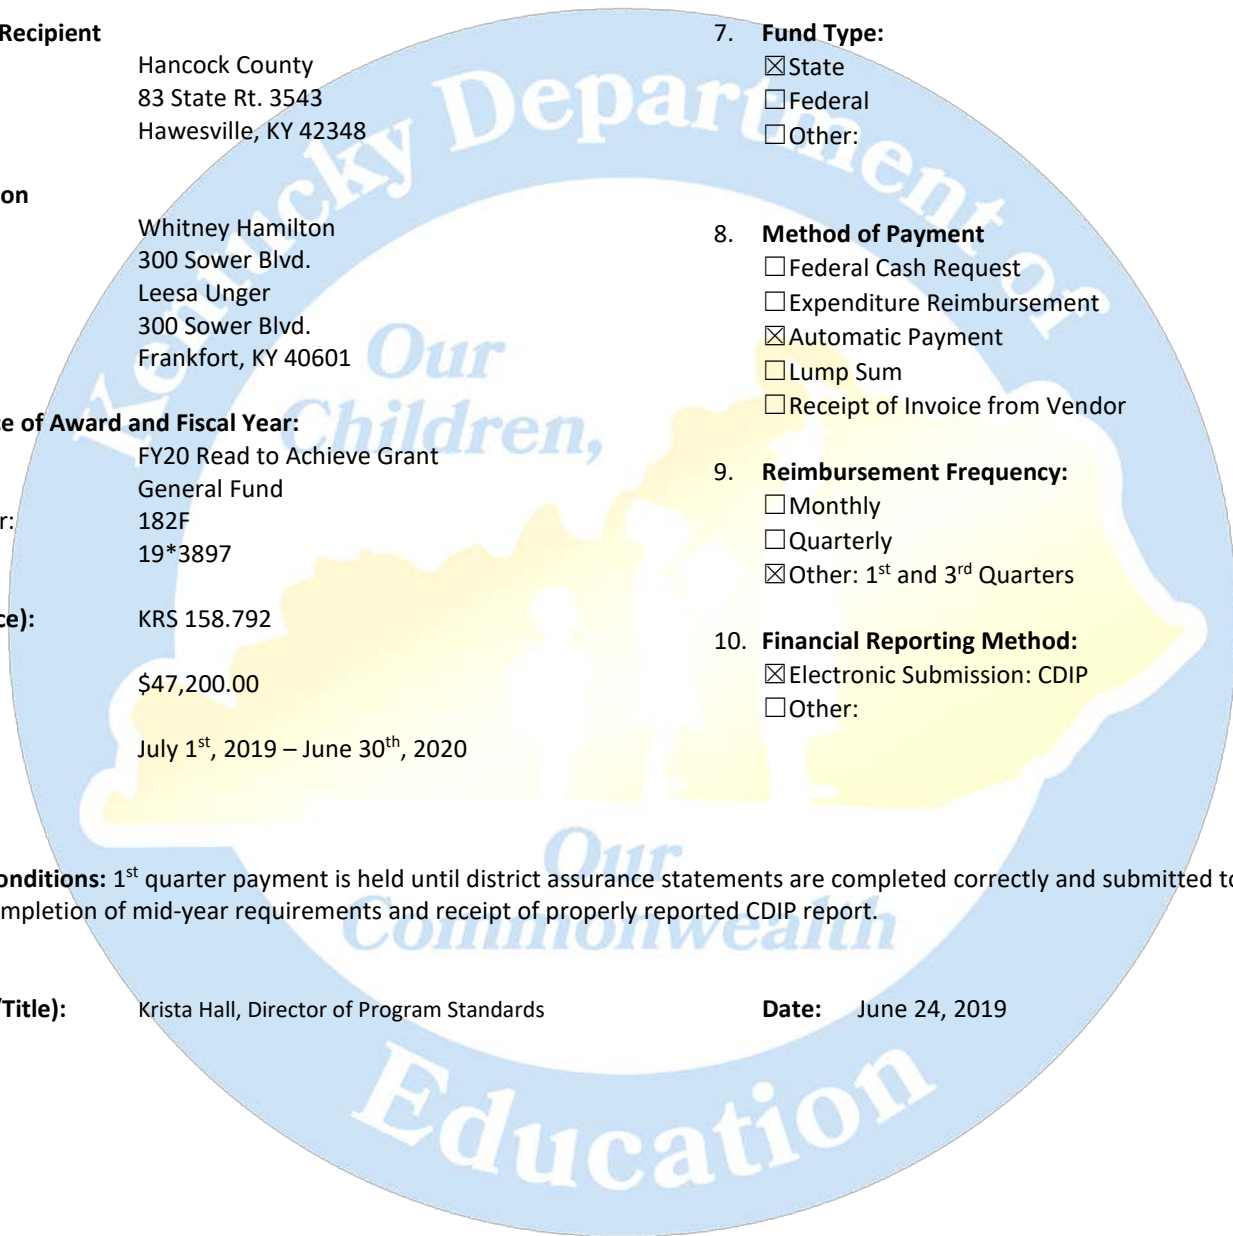 Recipient
Hancock County
83 State Rt. 3543
Hawesville, KY 42348
on
Whitney Hamilton
300 Sower Blvd.
Leesa Unger
300 Sower Blvd.
Frankfort, KY 40601
ce of Award and Fiscal Year:
FY20 Read to Achieve Grant
General Fund
r: 182F
19*3897
ce): KRS 158.792
$47,200.00
July 1st, 2019 – June 30th, 2020
7. Fund Type:
☒State
☐Federal
☐Other:
8. Method of Payment
☐Federal Cash Request
☐Expenditure Reimbursement
☒Automatic Payment
☐Lump Sum
☐Receipt of Invoice from Vendor
9. Reimbursement Frequency:
☐Monthly
☐Quarterly
☒Other: 1st and 3rd Quarters
10. Financial Reporting Method:
☒Electronic Submission: CDIP
☐Other:
onditions: 1st quarter payment is held until district assurance statements are completed correctly and submitted to
mpletion of mid-year requirements and receipt of properly reported CDIP report.
/Title): Krista Hall, Director of Program Standards Date: June 24, 2019
Kentucky Department of
Education
Our
Children,
Our
Commonwealth